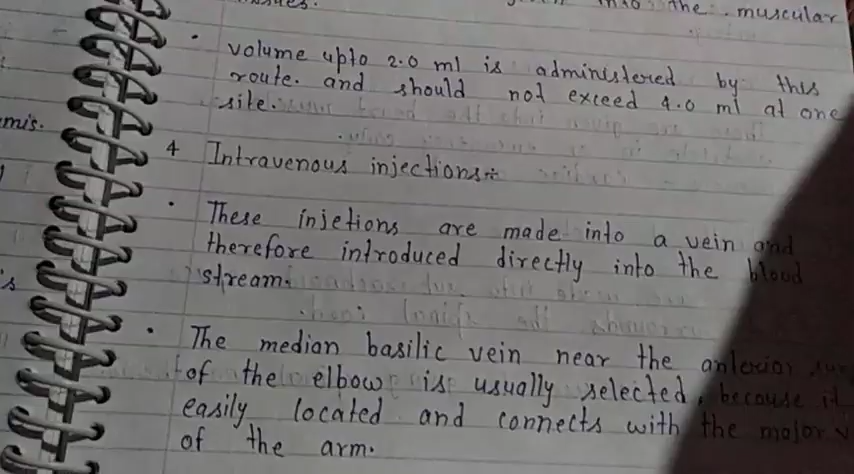 into the muscular
volume upto 2.0 ml is administered by this
route. and should not exceed 4.0 ml at one
site.
4 Intravenous injections:-
These injetions are made into a vein and
therefore introduced directly into the blood
stream.
The median basilic vein near the anterior
of the elbow is usually selected, because it
easily located and connects with the major
of the arm.